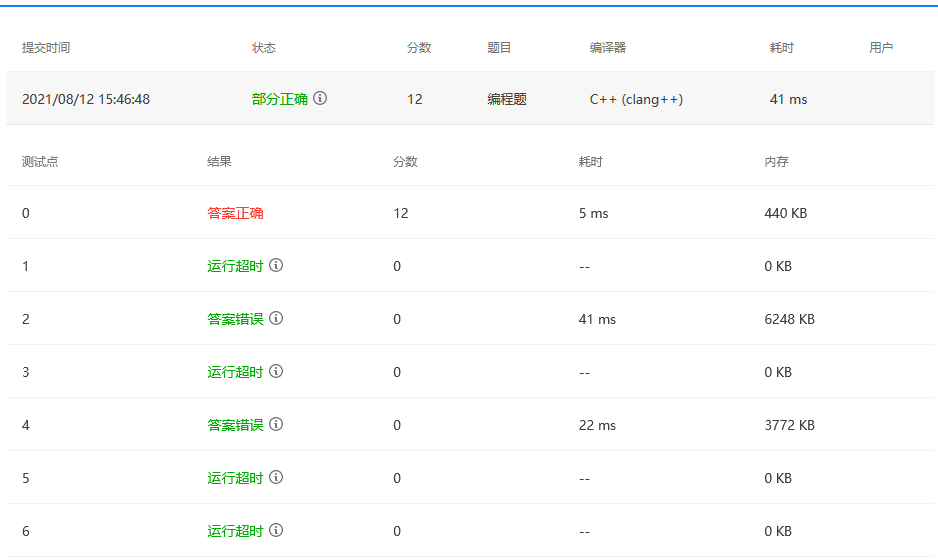 提交时间 状态 分数 题目 编译器 耗时 用户
2021/08/12 15:46:48 部分正确 12 编程题 C++ (clang++) 41 ms
测试点 结果 分数 耗时 内存
0 答案正确 12 5 ms 440 KB
1 运行超时 0 -- 0 KB
2 答案错误 0 41 ms 6248 KB
3 运行超时 0 -- 0 KB
4 答案错误 0 22 ms 3772 KB
5 运行超时 0 -- 0 KB
6 运行超时 0 -- 0 KB